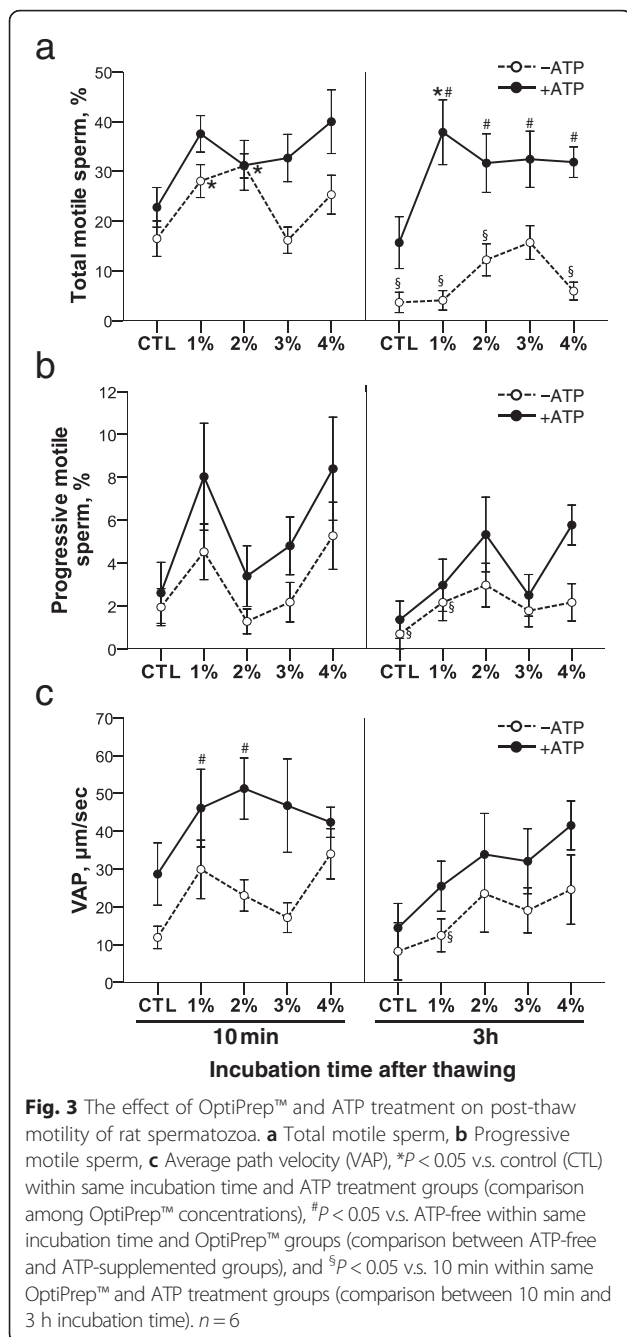 a
50
40
30
20
10
0
Total motile sperm, %
--○-- −ATP
—●— +ATP
*
*
*#
#
#
#
§
§
§
§
CTL 1% 2% 3% 4% CTL 1% 2% 3% 4%
b
12
10
8
6
4
2
0
Progressive motile
sperm, %
--○-- −ATP
—●— +ATP
§
§
CTL 1% 2% 3% 4% CTL 1% 2% 3% 4%
c
70
60
50
40
30
20
10
0
VAP, μm/sec
--○-- −ATP
—●— +ATP
#
#
§
CTL 1% 2% 3% 4% CTL 1% 2% 3% 4%
10 min 3 h
Incubation time after thawing
Fig. 3 The effect of OptiPrep™ and ATP treatment on post-thaw
motility of rat spermatozoa. a Total motile sperm, b Progressive
motile sperm, c Average path velocity (VAP), *P < 0.05 v.s. control (CTL)
within same incubation time and ATP treatment groups (comparison
among OptiPrep™ concentrations), #P < 0.05 v.s. ATP-free within same
incubation time and OptiPrep™ groups (comparison between ATP-free
and ATP-supplemented groups), and §P < 0.05 v.s. 10 min within same
OptiPrep™ and ATP treatment groups (comparison between 10 min and
3 h incubation time). n = 6